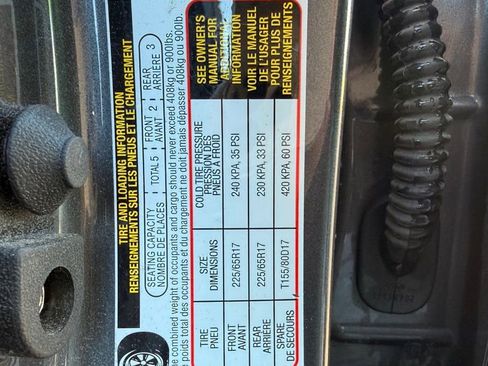 TIRE AND LOADING INFORMATION
RENSEIGNEMENTS SUR LES PNEUS ET LE CHARGEMENT
SEATING CAPACITY
NOMBRE DE PLACES
TOTAL 5
FRONT
AVANT 2
REAR
ARRIÈRE 3
The combined weight of occupants and cargo should never exceed 408kg or 900lbs.
poids total des occupants et du chargement ne doit jamais dépasser 408kg ou 900lb.
TIRE
PNEU
SIZE
DIMENSIONS
COLD TIRE PRESSURE
PRESSION DES
PNEUS A FROID
SEE OWNER'S
MANUAL FOR
ADDITIONAL
INFORMATION
VOIR LE MANUEL
DE L'USAGER
POUR PLUS DE
RENSEIGNEMENTS
FRONT
AVANT
225/65R17
240 KPA, 35 PSI
REAR
ARRIÈRE
225/65R17
230 KPA, 33 PSI
SPARE
DE SECOURS
T155/80D17
420 KPA, 60 PSI